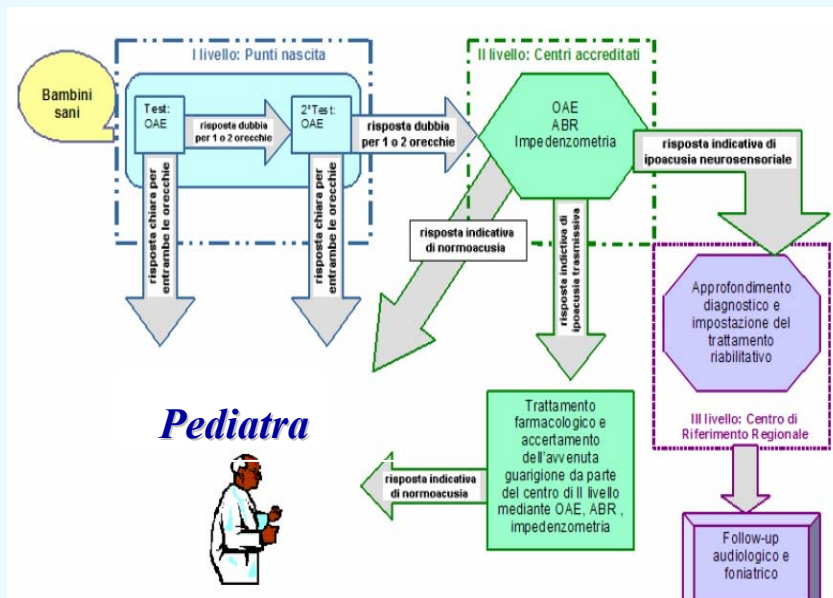 I livello: Punti nascita
Bambini
sani
Test:
OAE
risposta dubbia
per 1 o 2 orecchie
2°Test:
OAE
risposta dubbia
per 1 o 2 orecchie
risposta chiara per
entrambe le orecchie
risposta chiara per
entrambe le orecchie
II livello: Centri accreditati
OAE
ABR
Impedenzometria
risposta indicativa di
ipoacusia neurosensoriale
risposta indicativa
di normoacusia
risposta indictiva di
ipoacusia trasmissiva
Approfondimento
diagnostico e
impostazione del
trattamento
riabilitativo
III livello: Centro di
Riferimento Regionale
Pediatra
Trattamento
farmacologico e
accertamento
dell'avvenuta
guarigione da parte
del centro di II livello
mediante OAE, ABR ,
impedenzometria
risposta indicativa
di normoacusia
Follow-up
audiologico e
foniatrico